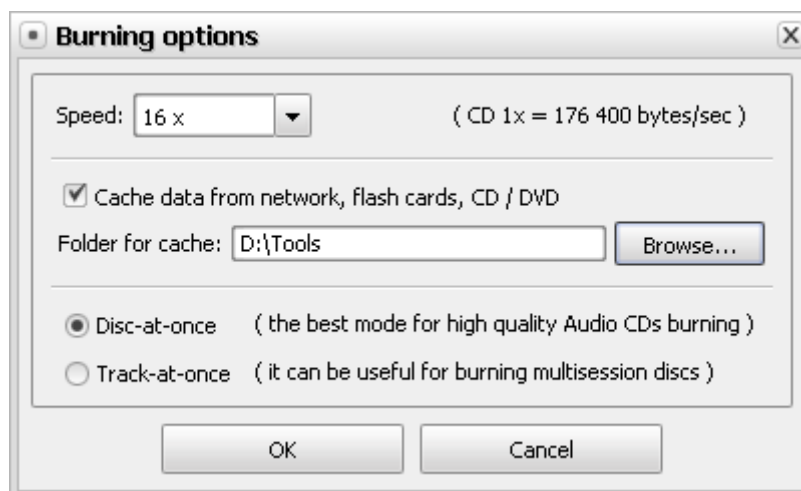 Burning options
Speed: 16 x ( CD 1x = 176 400 bytes/sec )
Cache data from network, flash cards, CD / DVD
Folder for cache: D:\Tools Browse...
Disc-at-once ( the best mode for high quality Audio CDs burning )
Track-at-once ( it can be useful for burning multisession discs )
OK Cancel